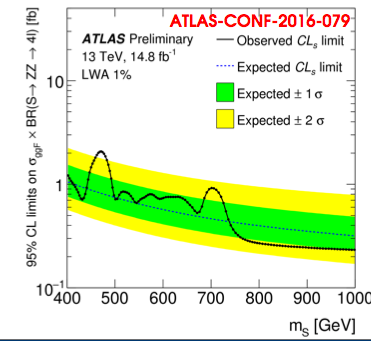 ATLAS-CONF-2016-079
ATLAS Preliminary
13 TeV, 14.8 fb⁻¹
LWA 1%
Observed CLₛ limit
Expected CLₛ limit
Expected ± 1 σ
Expected ± 2 σ
95% CL limits on σggF × BR(S→ ZZ → 4l) [fb]
10
1
10⁻¹
400 500 600 700 800 900 1000
mS [GeV]